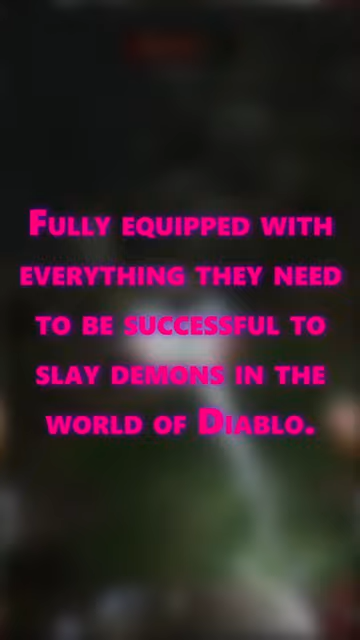 Fully equipped with
everything they need
to be successful to
slay demons in the
world of Diablo.